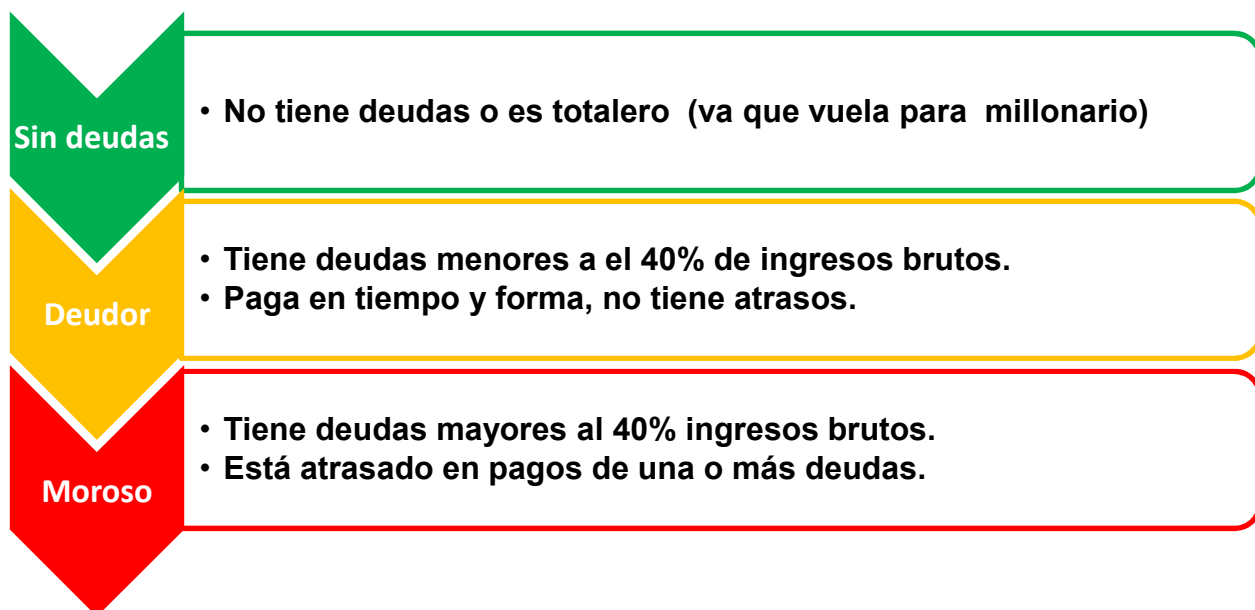 Sin deudas
• No tiene deudas o es totalero (va que vuela para millonario)
Deudor
• Tiene deudas menores a el 40% de ingresos brutos.
• Paga en tiempo y forma, no tiene atrasos.
Moroso
• Tiene deudas mayores al 40% ingresos brutos.
• Está atrasado en pagos de una o más deudas.